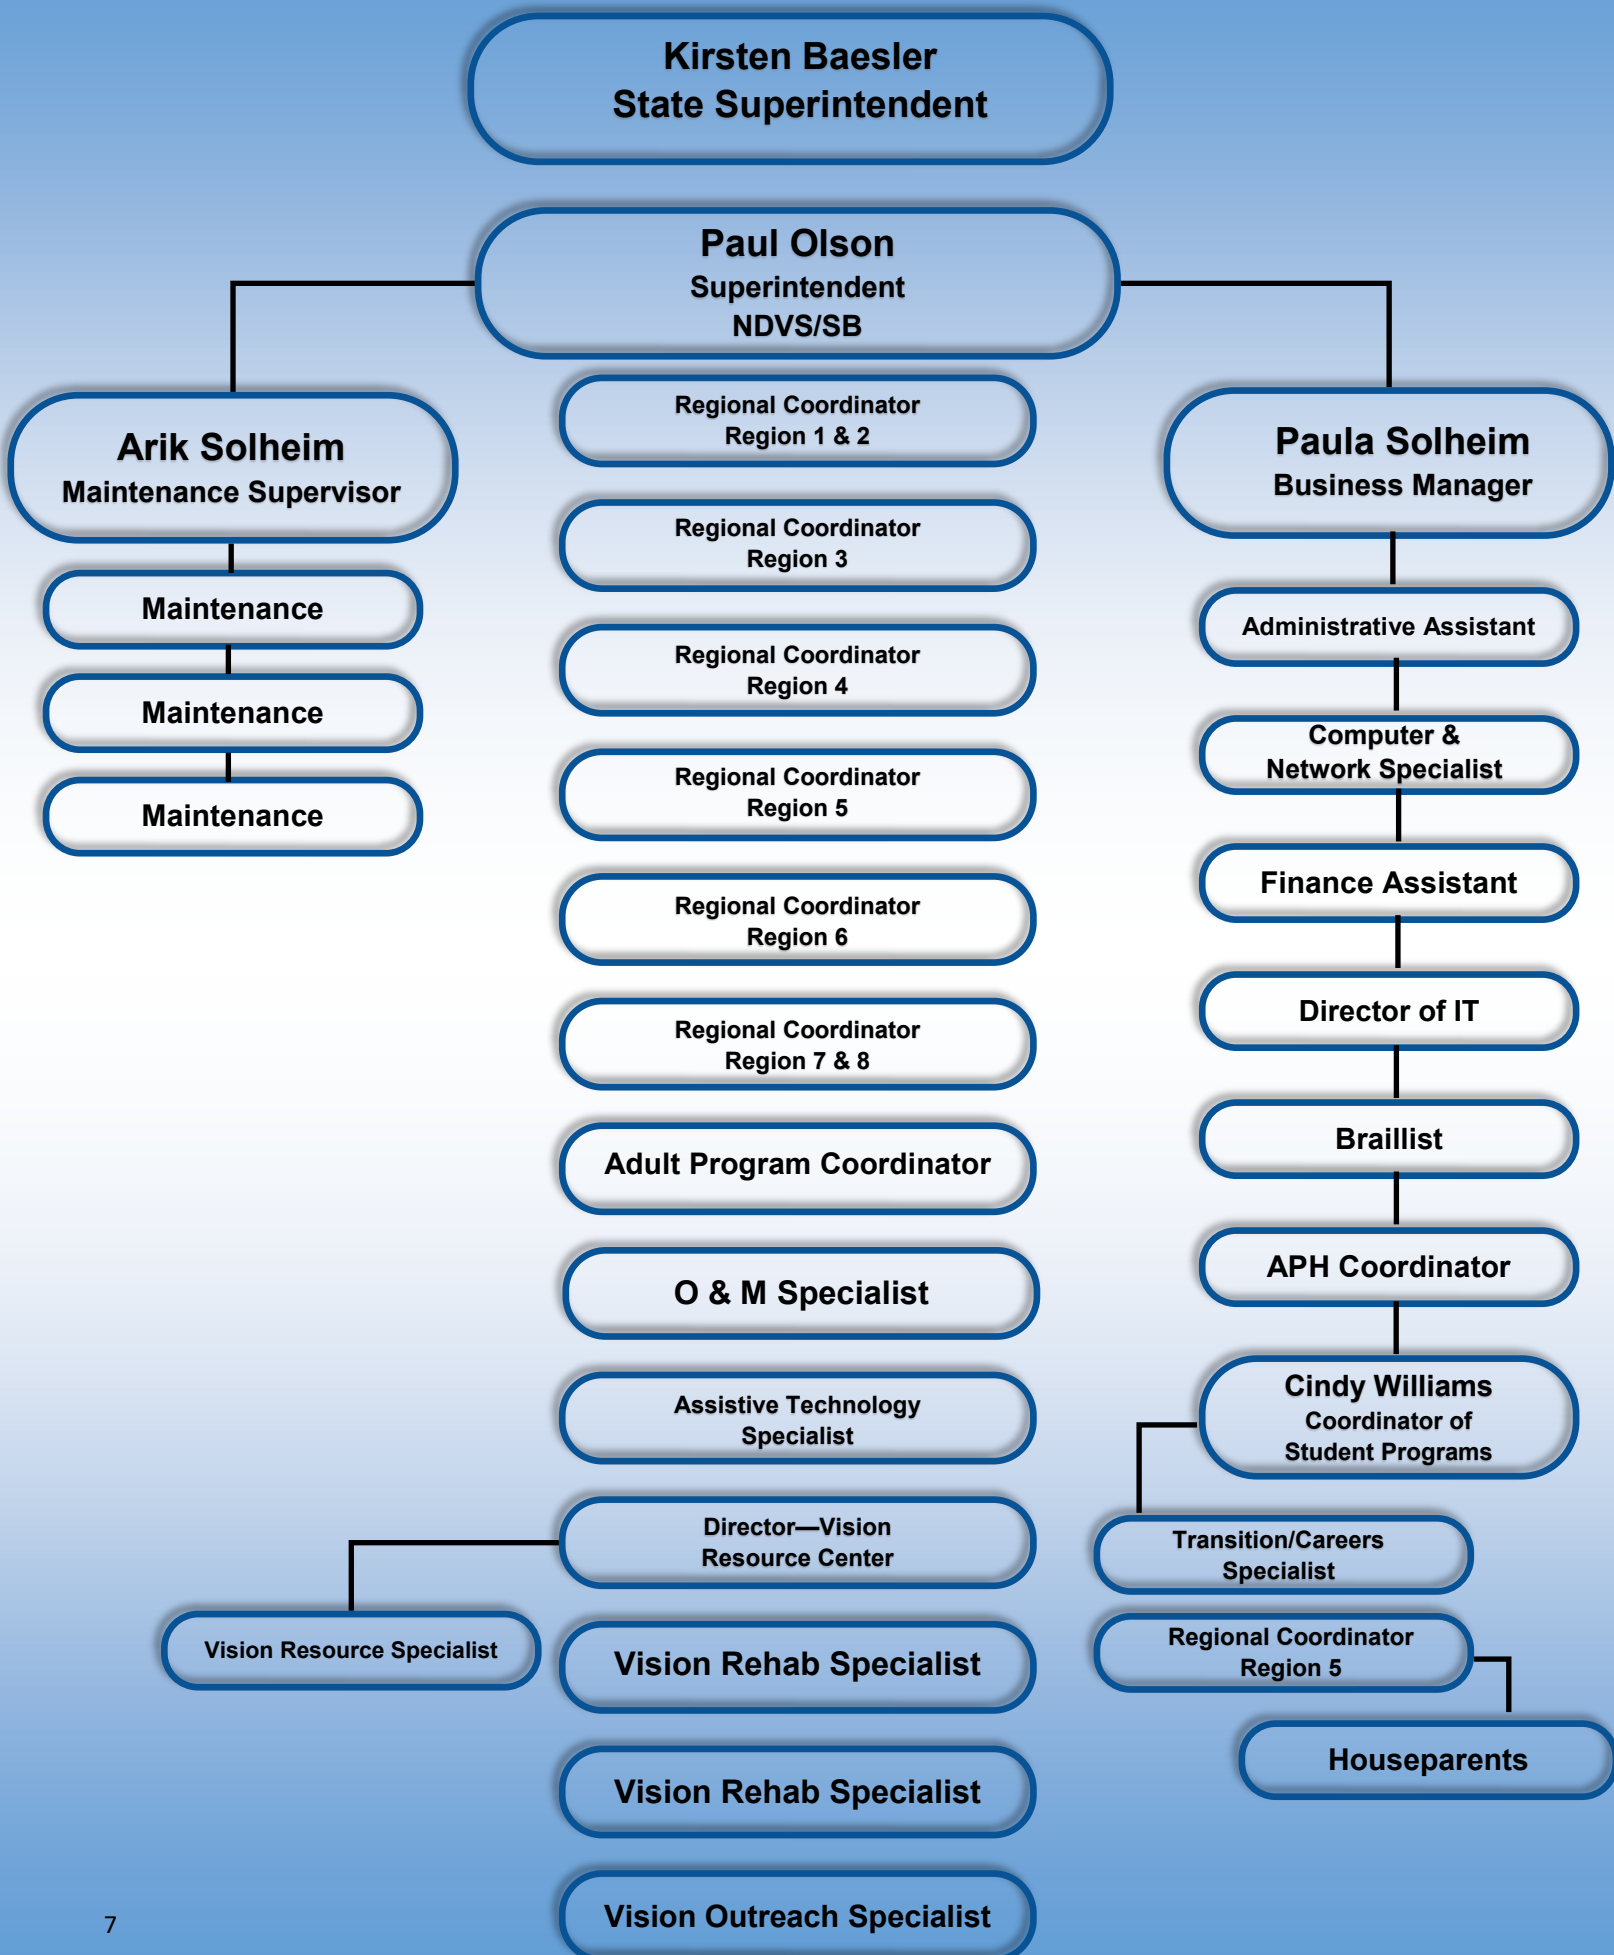 Kirsten Baesler
State Superintendent
Paul Olson
Superintendent
NDVS/SB
Arik Solheim
Maintenance Supervisor
Maintenance
Maintenance
Maintenance
Regional Coordinator
Region 1 & 2
Regional Coordinator
Region 3
Regional Coordinator
Region 4
Regional Coordinator
Region 5
Regional Coordinator
Region 6
Regional Coordinator
Region 7 & 8
Adult Program Coordinator
O & M Specialist
Assistive Technology
Specialist
Director—Vision
Resource Center
Vision Resource Specialist
Vision Rehab Specialist
Vision Rehab Specialist
Vision Outreach Specialist
Paula Solheim
Business Manager
Administrative Assistant
Computer &
Network Specialist
Finance Assistant
Director of IT
Braillist
APH Coordinator
Cindy Williams
Coordinator of
Student Programs
Transition/Careers
Specialist
Regional Coordinator
Region 5
Houseparents
7